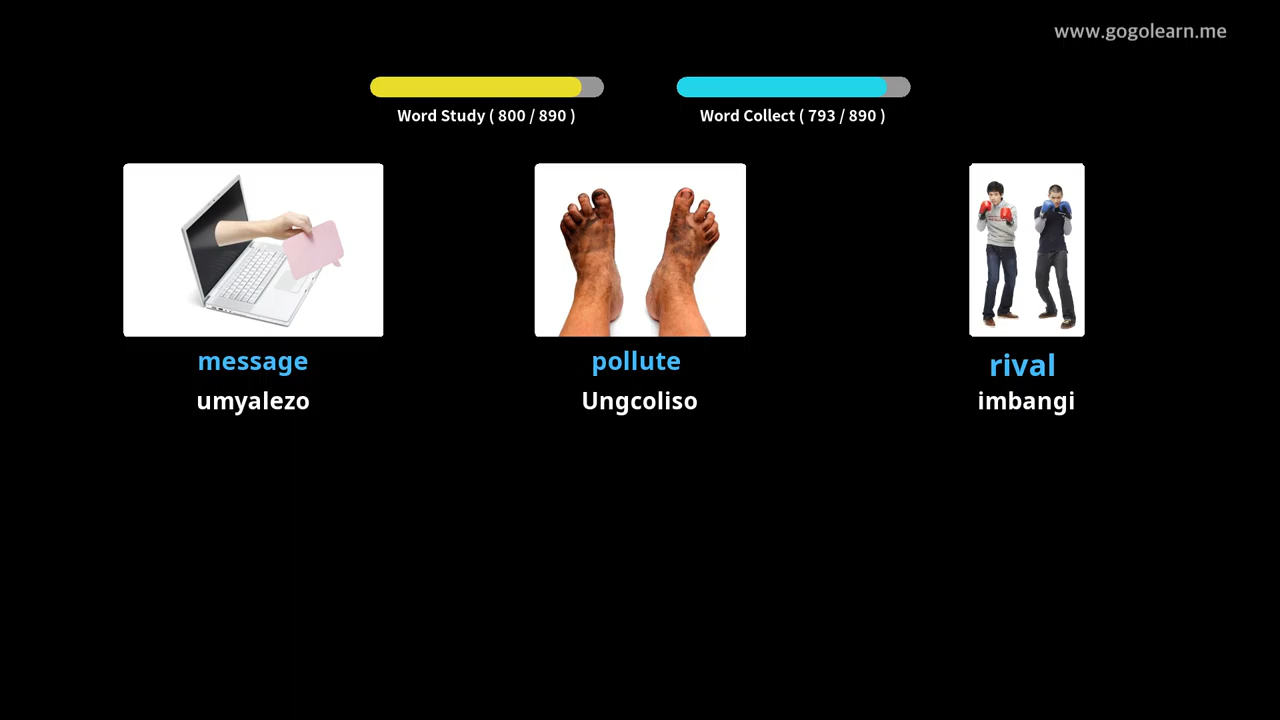 www.gogolearn.me
Word Study ( 800 / 890 )
Word Collect ( 793 / 890 )
message
umyalezo
pollute
Ungcoliso
rival
imbangi